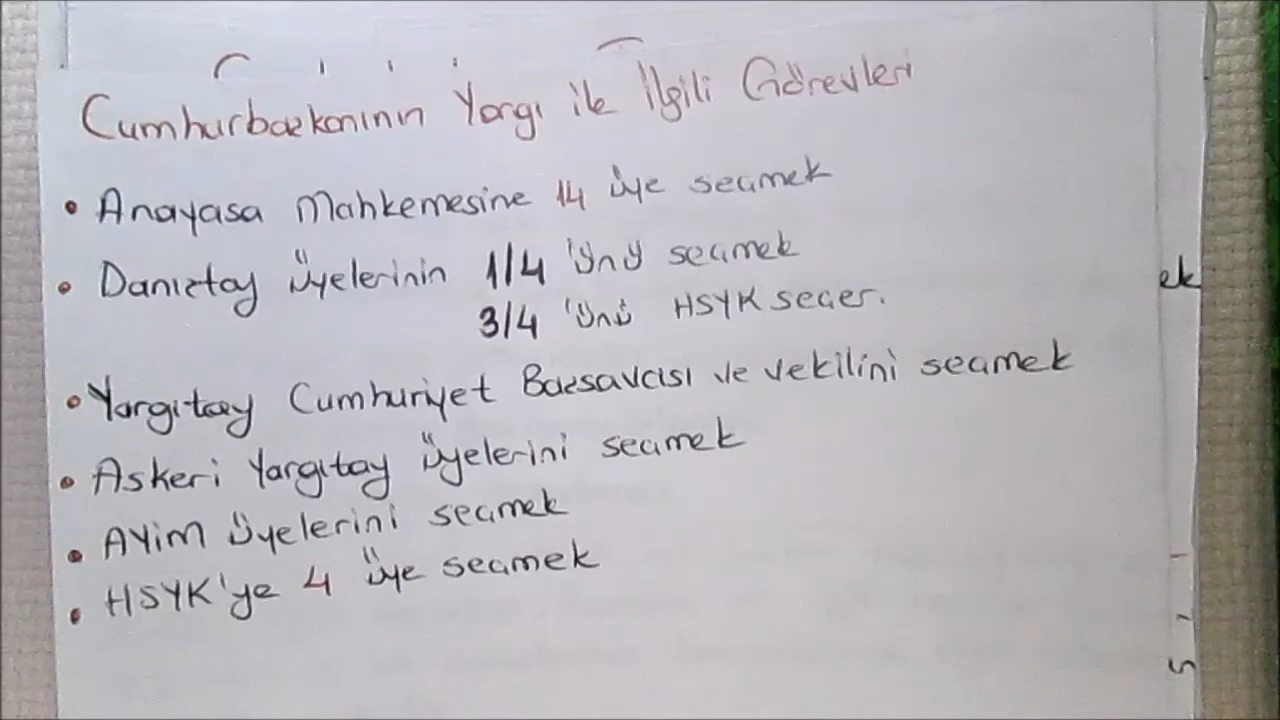 Cumhurbaşkanının Yargı ile İlgili Görevleri
• Anayasa Mahkemesine 14 üye seçmek
• Danıştay üyelerinin 1/4 'ünü seçmek
3/4 'ünü HSYK seçer.
• Yargıtay Cumhuriyet Başsavcısı ve vekilini seçmek
• Askeri Yargıtay üyelerini seçmek
• AYİM üyelerini seçmek
• HSYK'ye 4 üye seçmek
ek